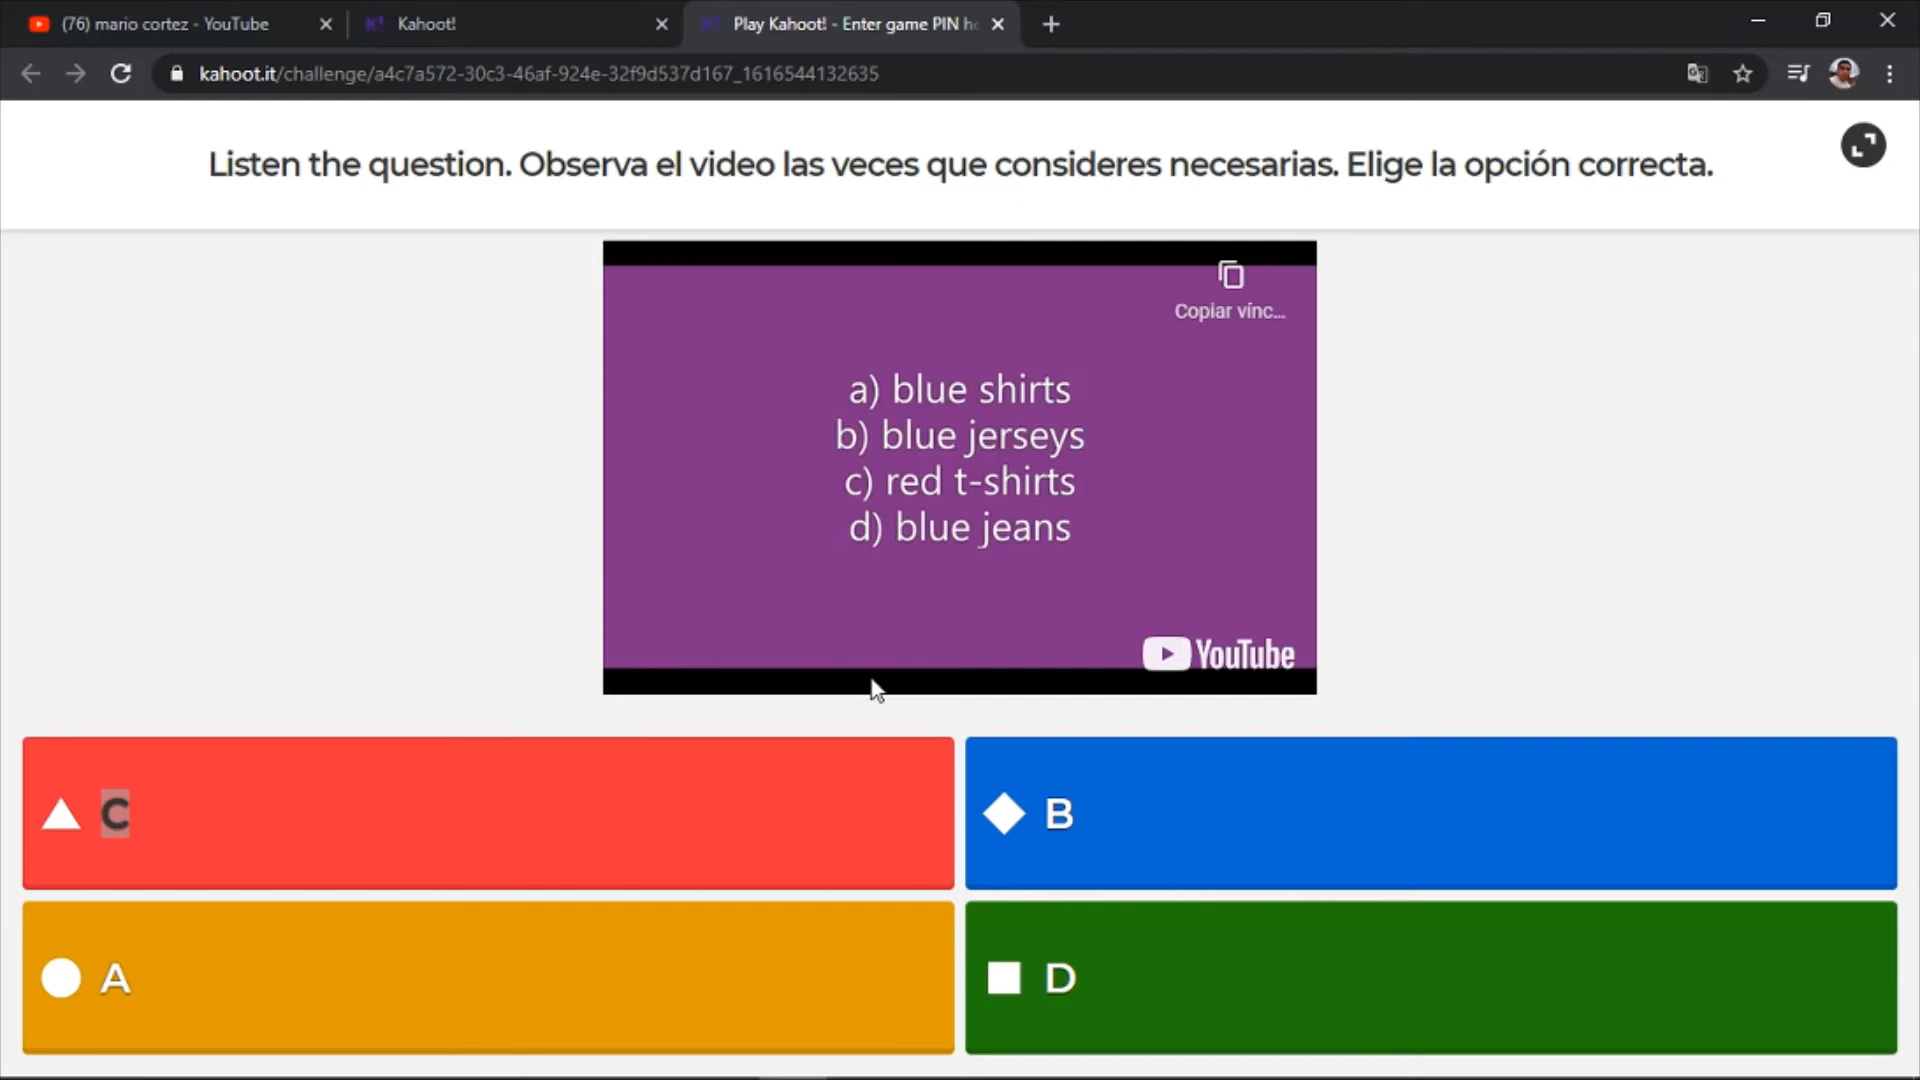 (76) mario cortez - YouTube
Kahoot!
Play Kahoot! - Enter game PIN he
kahoot.it/challenge/a4c7a572-30c3-46af-924e-32f9d537d167_1616544132635
Listen the question. Observa el video las veces que consideres necesarias. Elige la opción correcta.
Copiar vínc...
a) blue shirts
b) blue jerseys
c) red t-shirts
d) blue jeans
YouTube
C
B
A
D